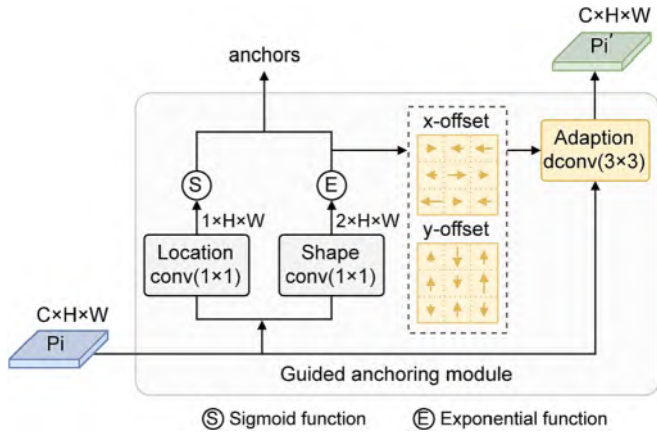 C×H×W
Pi′
anchors
x-offset
Adaption
dconv(3×3)
S
E
1×H×W
2×H×W
Location
conv(1×1)
Shape
conv(1×1)
y-offset
C×H×W
Pi
Guided anchoring module
S Sigmoid function
E Exponential function